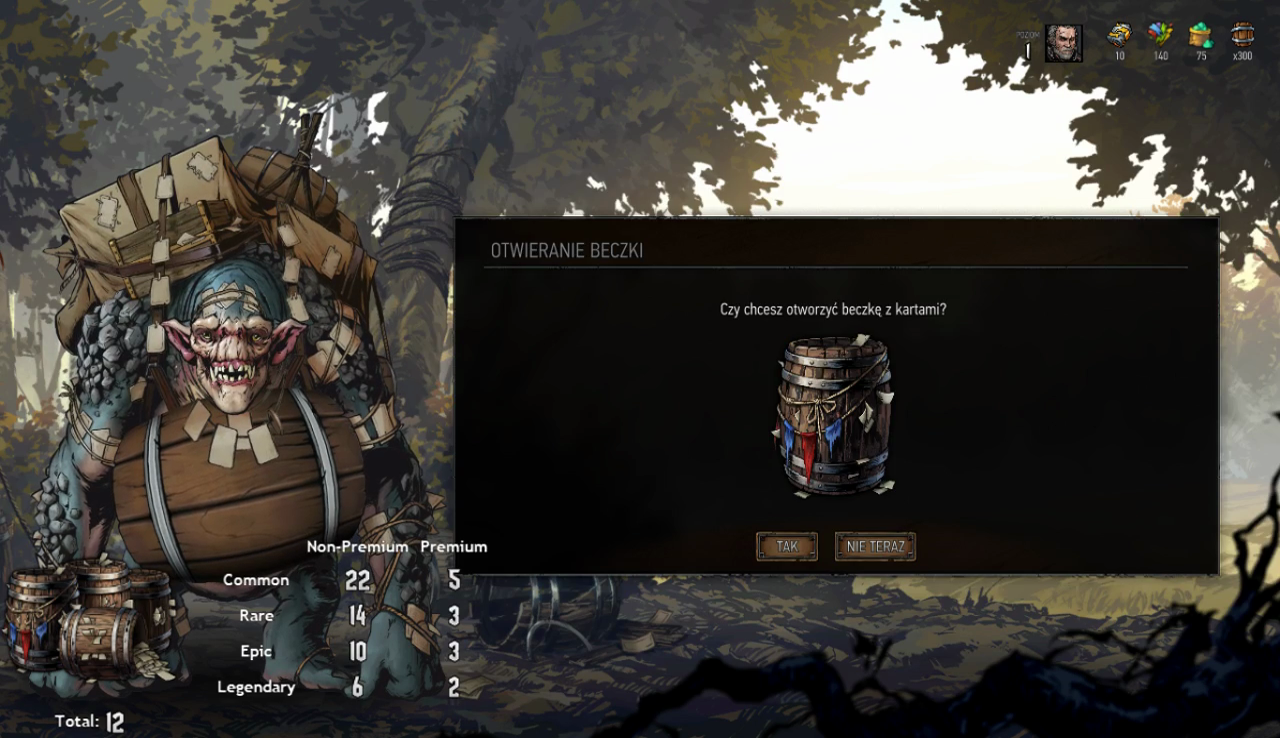 POZIOM
1
10 140 75 x300
OTWIERANIE BECZKI
Czy chcesz otworzyć beczkę z kartami?
TAK NIE TERAZ
Non-Premium Premium
Common 22 5
Rare 14 3
Epic 10 3
Legendary 6 2
Total: 12